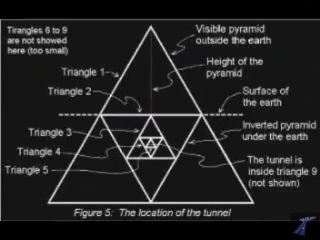 Tirangles 6 to 9
are not showed
here (too small)
Visible pyramid
outside the earth
Triangle 1
Height of the
pyramid
Triangle 2
Surface of
the earth
Triangle 3
Inverted pyramid
under the earth
Triangle 4
Triangle 5
The tunnel is
inside triangle 9
(not shown)
Figure 5: The location of the tunnel